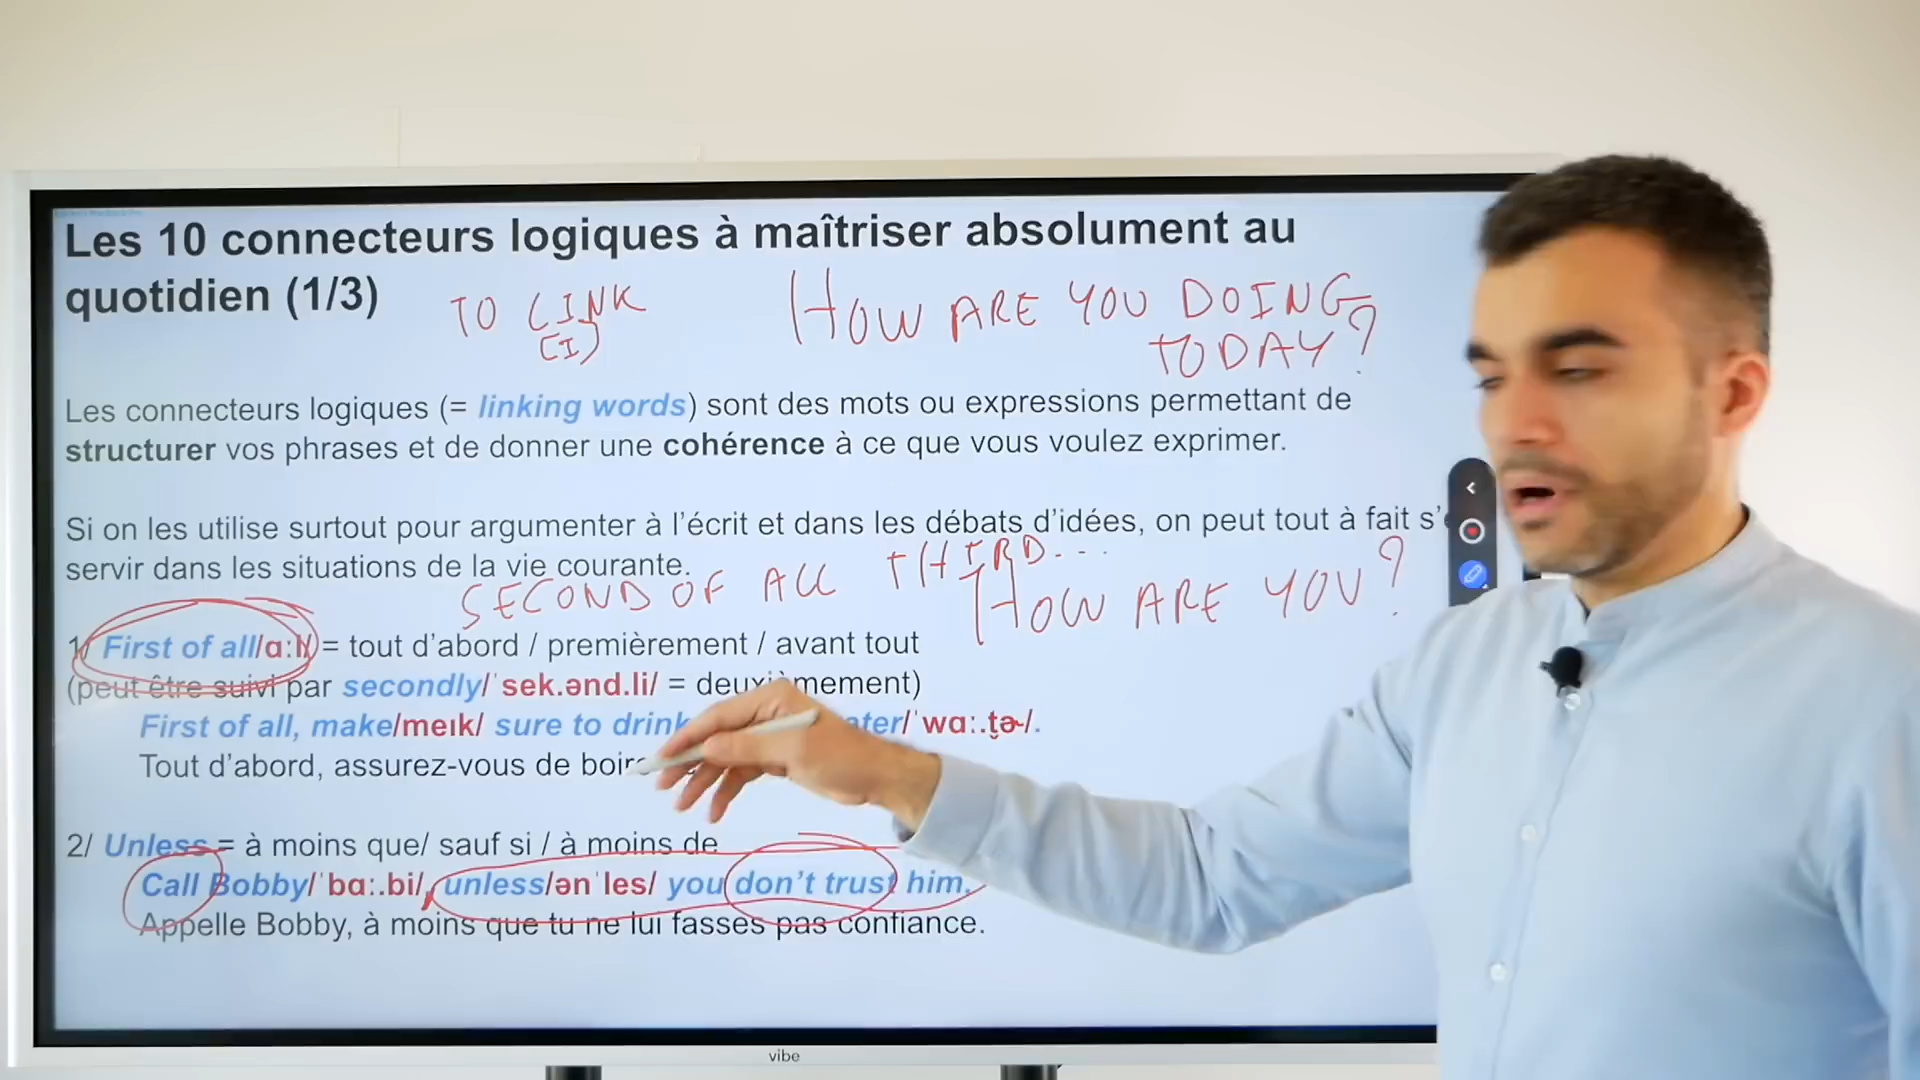 Les 10 connecteurs logiques à maîtriser absolument au
quotidien (1/3)
TO LINK
(I)
HOW ARE YOU DOING
TODAY?
Les connecteurs logiques (= linking words) sont des mots ou expressions permettant de
structurer vos phrases et de donner une cohérence à ce que vous voulez exprimer.
Si on les utilise surtout pour argumenter à l'écrit et dans les débats d'idées, on peut tout à fait s'
servir dans les situations de la vie courante.
SECOND OF ALL THIRD...
HOW ARE YOU?
1/ First of all/ɑːl/ = tout d'abord / premièrement / avant tout
(peut être suivi par secondly/ˈsek.ənd.li/ = deuxièmement)
First of all, make/meɪk/ sure to drink /ˈwɑː.t̬ɚ/.
Tout d'abord, assurez-vous de boire
2/ Unless = à moins que/ sauf si / à moins de
Call Bobby/ˈbɑː.bi/, unless/ənˈles/ you don't trust him.
Appelle Bobby, à moins que tu ne lui fasses pas confiance.
vibe